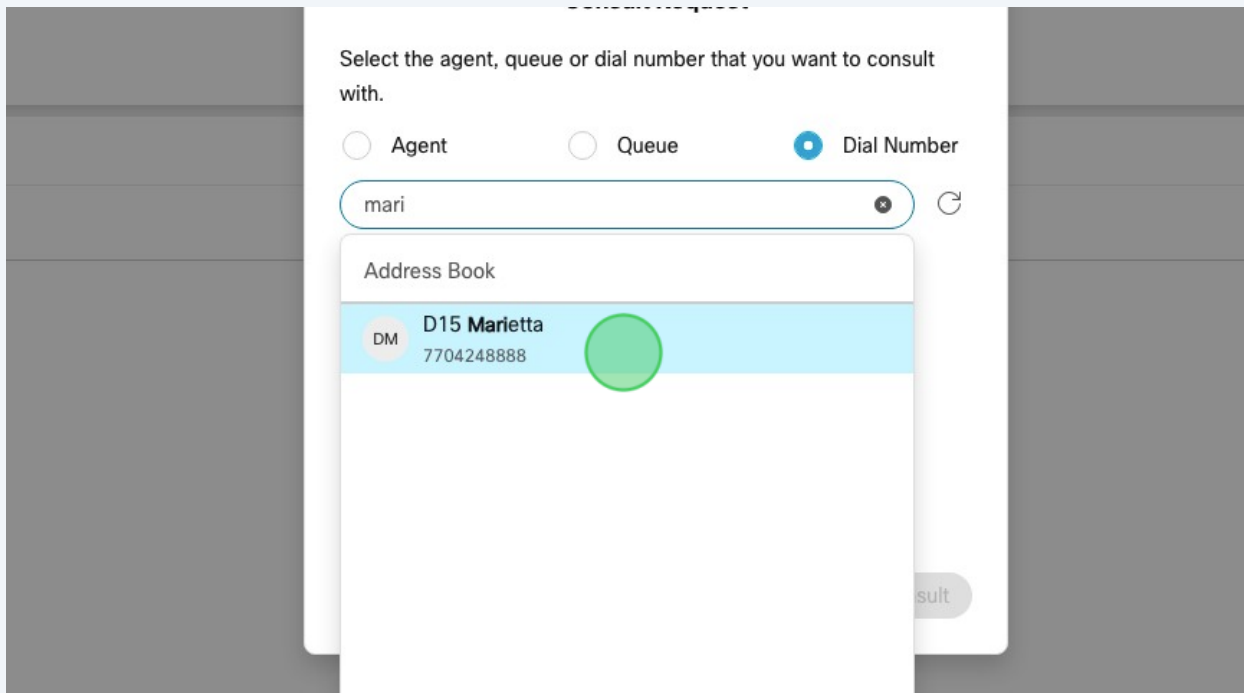 Select the agent, queue or dial number that you want to consult
with.
Agent
Queue
Dial Number
mari
Address Book
DM
D15 Marietta
7704248888
sult